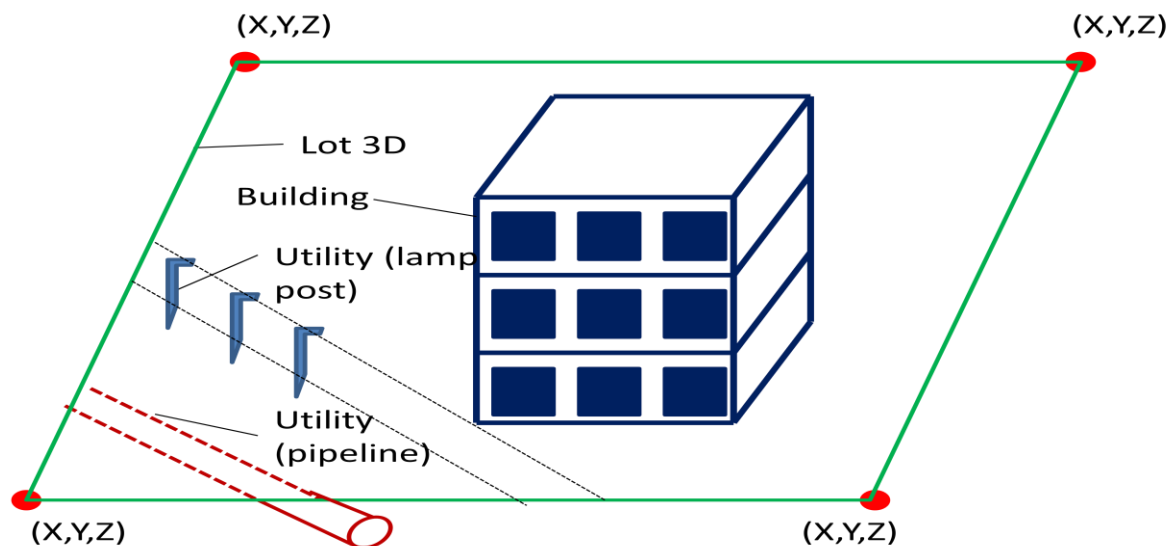 (X,Y,Z)
(X,Y,Z)
Lot 3D
Building
Utility (lamp
post)
Utility
(pipeline)
(X,Y,Z)
(X,Y,Z)